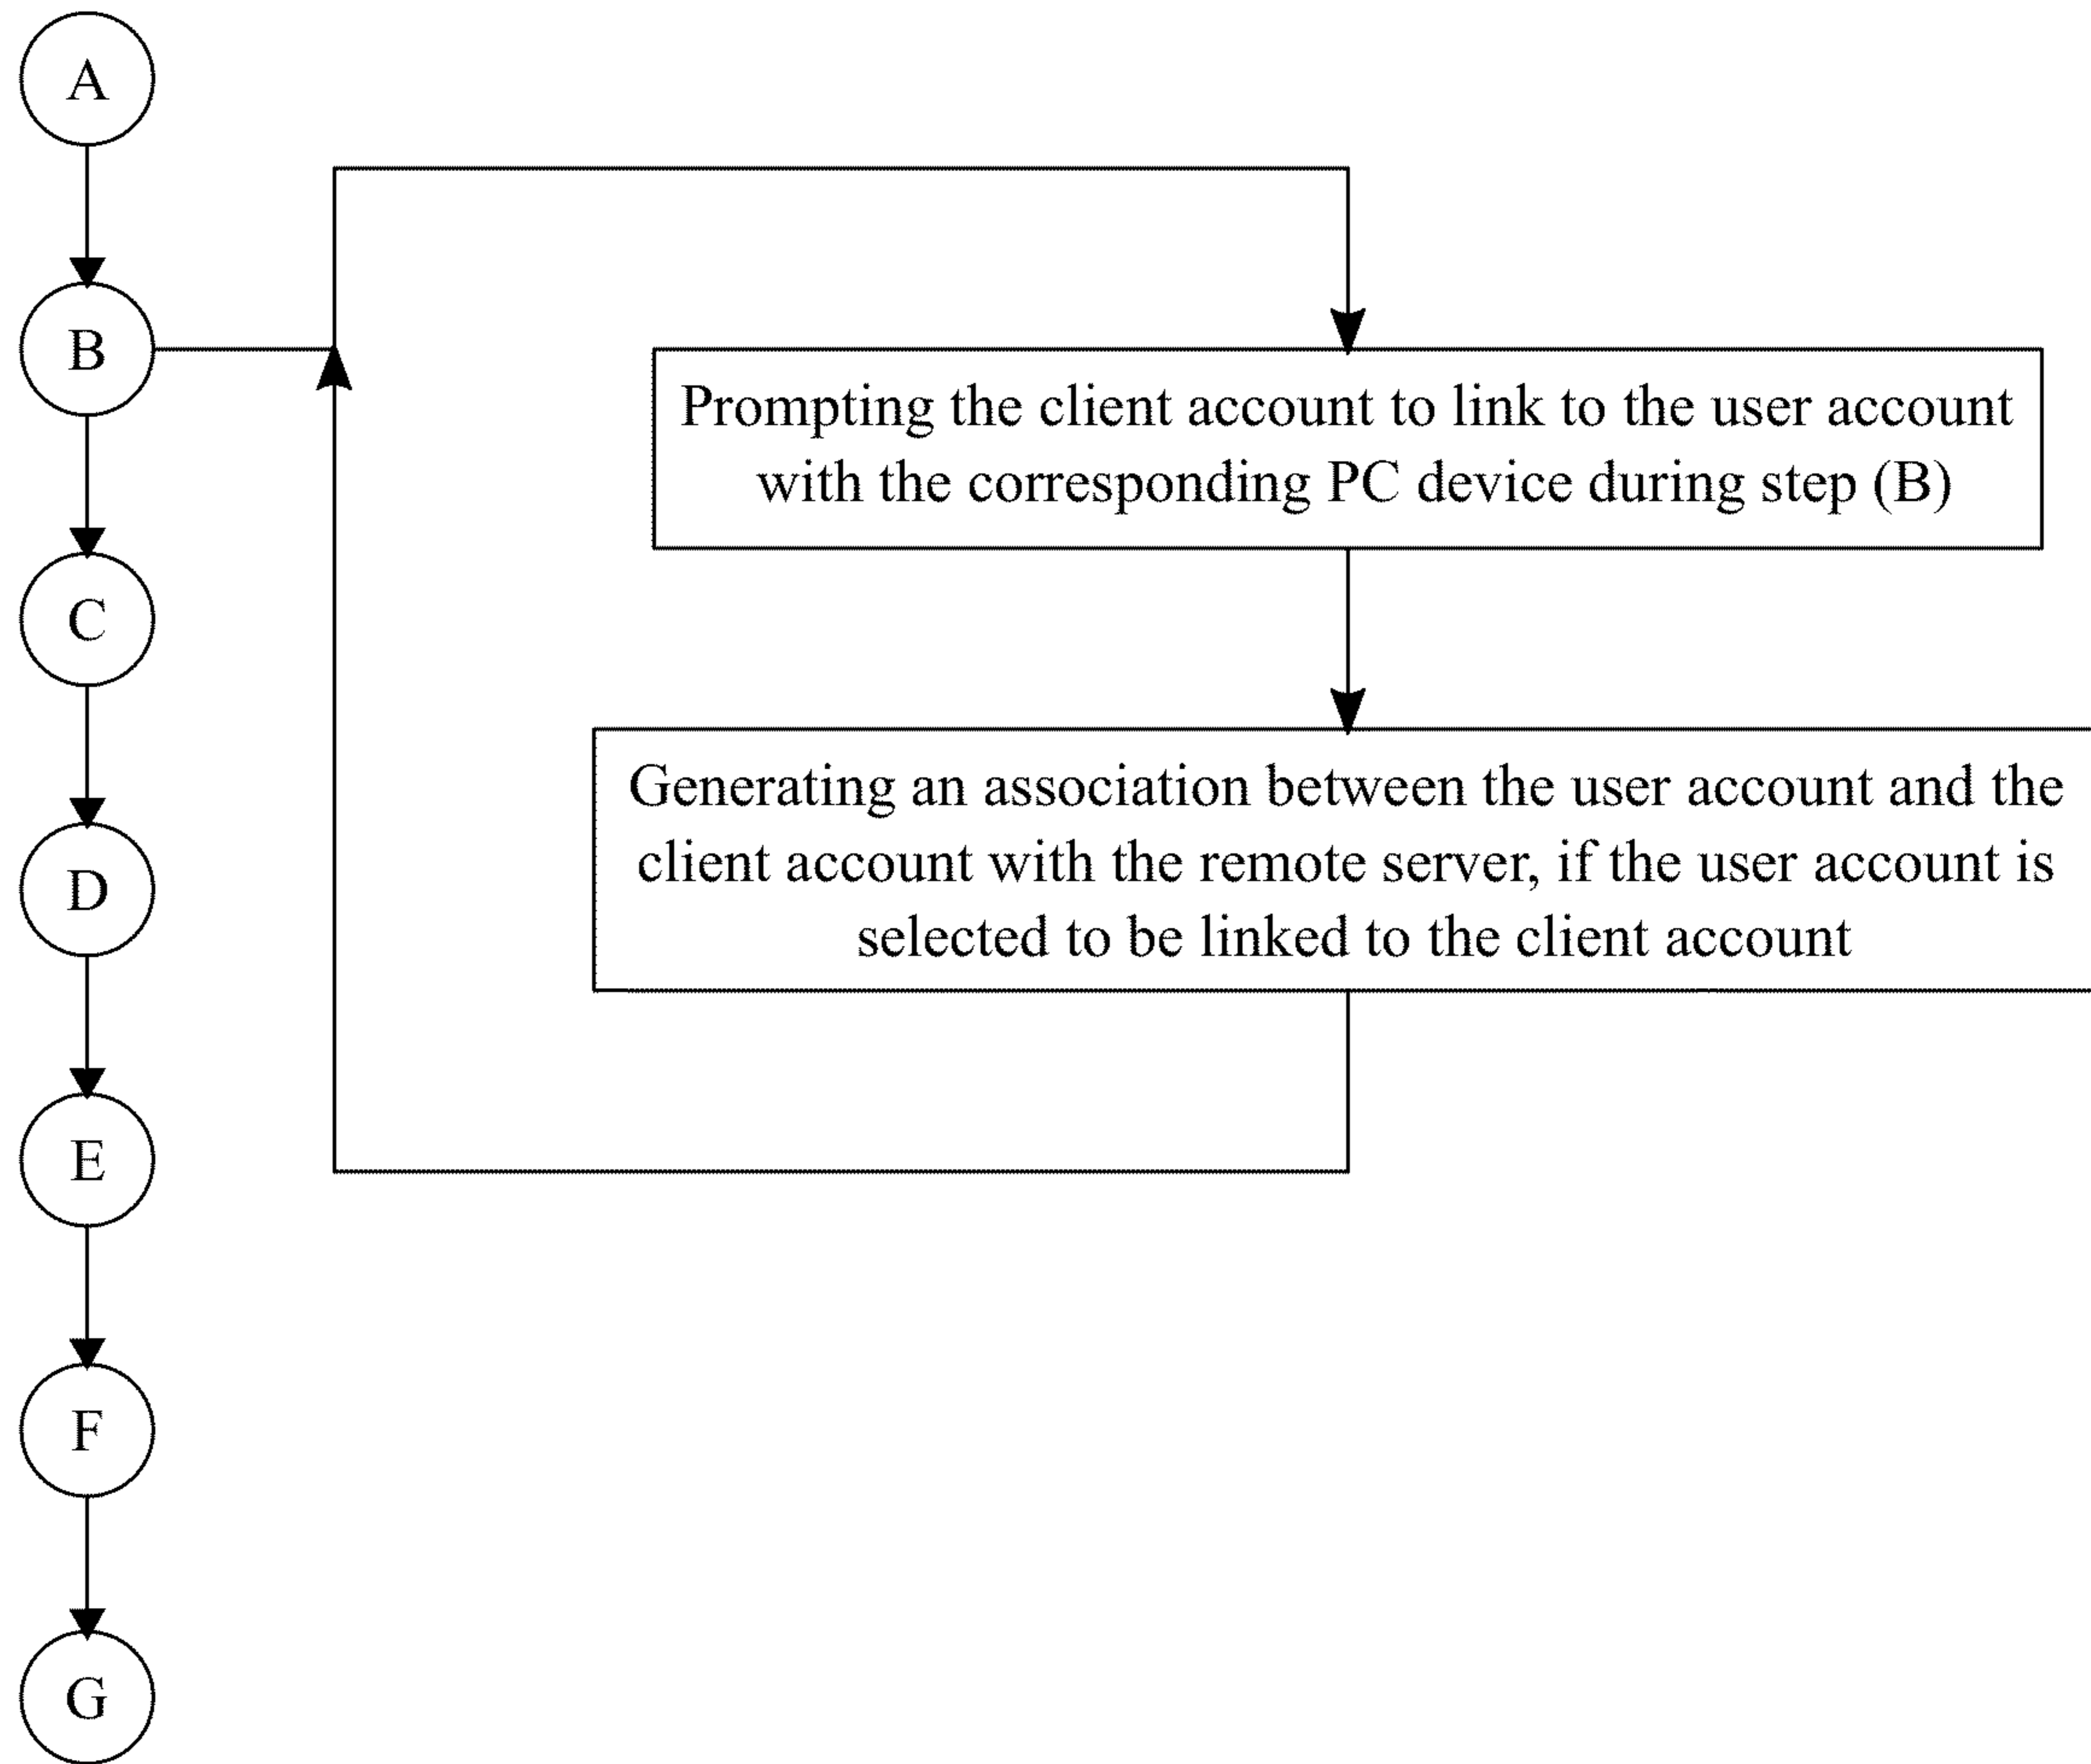 A
B
Prompting the client account to link to the user account
with the corresponding PC device during step (B)
C
Generating an association between the user account and the
client account with the remote server, if the user account is
selected to be linked to the client account
D
E
F
G